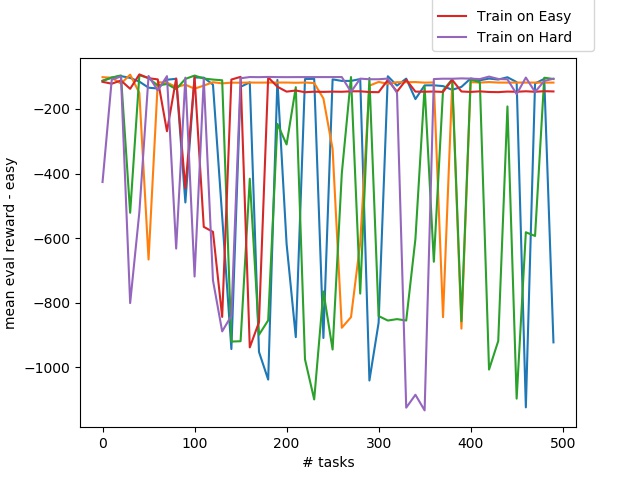 Train on Easy
Train on Hard
mean eval reward - easy
−200
−400
−600
−800
−1000
0 100 200 300 400 500
# tasks